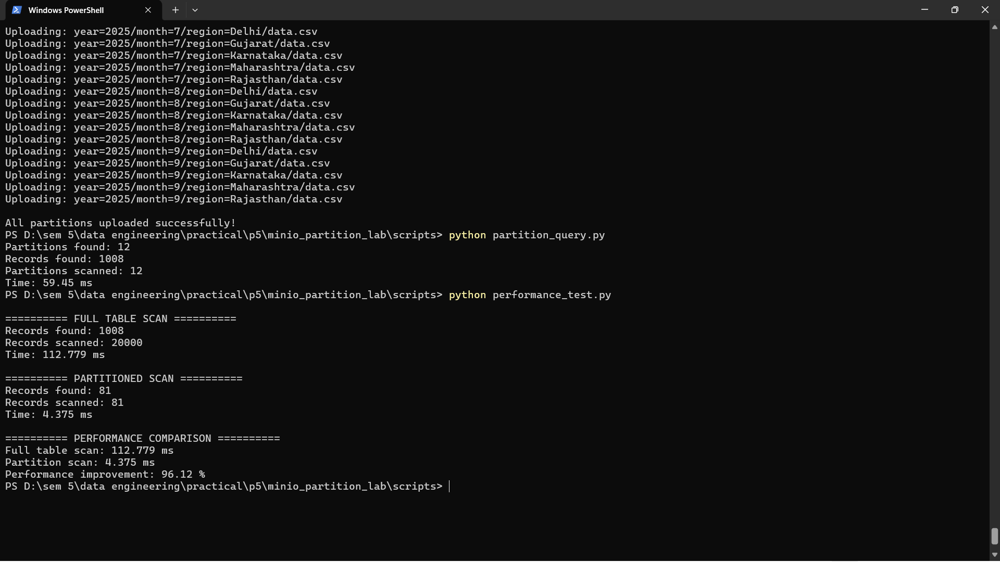 Windows PowerShell
Uploading: year=2025/month=7/region=Delhi/data.csv
Uploading: year=2025/month=7/region=Gujarat/data.csv
Uploading: year=2025/month=7/region=Karnataka/data.csv
Uploading: year=2025/month=7/region=Maharashtra/data.csv
Uploading: year=2025/month=7/region=Rajasthan/data.csv
Uploading: year=2025/month=8/region=Delhi/data.csv
Uploading: year=2025/month=8/region=Gujarat/data.csv
Uploading: year=2025/month=8/region=Karnataka/data.csv
Uploading: year=2025/month=8/region=Maharashtra/data.csv
Uploading: year=2025/month=8/region=Rajasthan/data.csv
Uploading: year=2025/month=9/region=Delhi/data.csv
Uploading: year=2025/month=9/region=Gujarat/data.csv
Uploading: year=2025/month=9/region=Karnataka/data.csv
Uploading: year=2025/month=9/region=Maharashtra/data.csv
Uploading: year=2025/month=9/region=Rajasthan/data.csv
All partitions uploaded successfully!
PS D:\sem 5\data engineering\practical\p5\minio_partition_lab\scripts> python partition_query.py
Partitions found: 12
Records found: 1008
Partitions scanned: 12
Time: 59.45 ms
PS D:\sem 5\data engineering\practical\p5\minio_partition_lab\scripts> python performance_test.py
========== FULL TABLE SCAN ==========
Records found: 1008
Records scanned: 20000
Time: 112.779 ms
========== PARTITIONED SCAN ==========
Records found: 81
Records scanned: 81
Time: 4.375 ms
========== PERFORMANCE COMPARISON ==========
Full table scan: 112.779 ms
Partition scan: 4.375 ms
Performance improvement: 96.12 %
PS D:\sem 5\data engineering\practical\p5\minio_partition_lab\scripts>